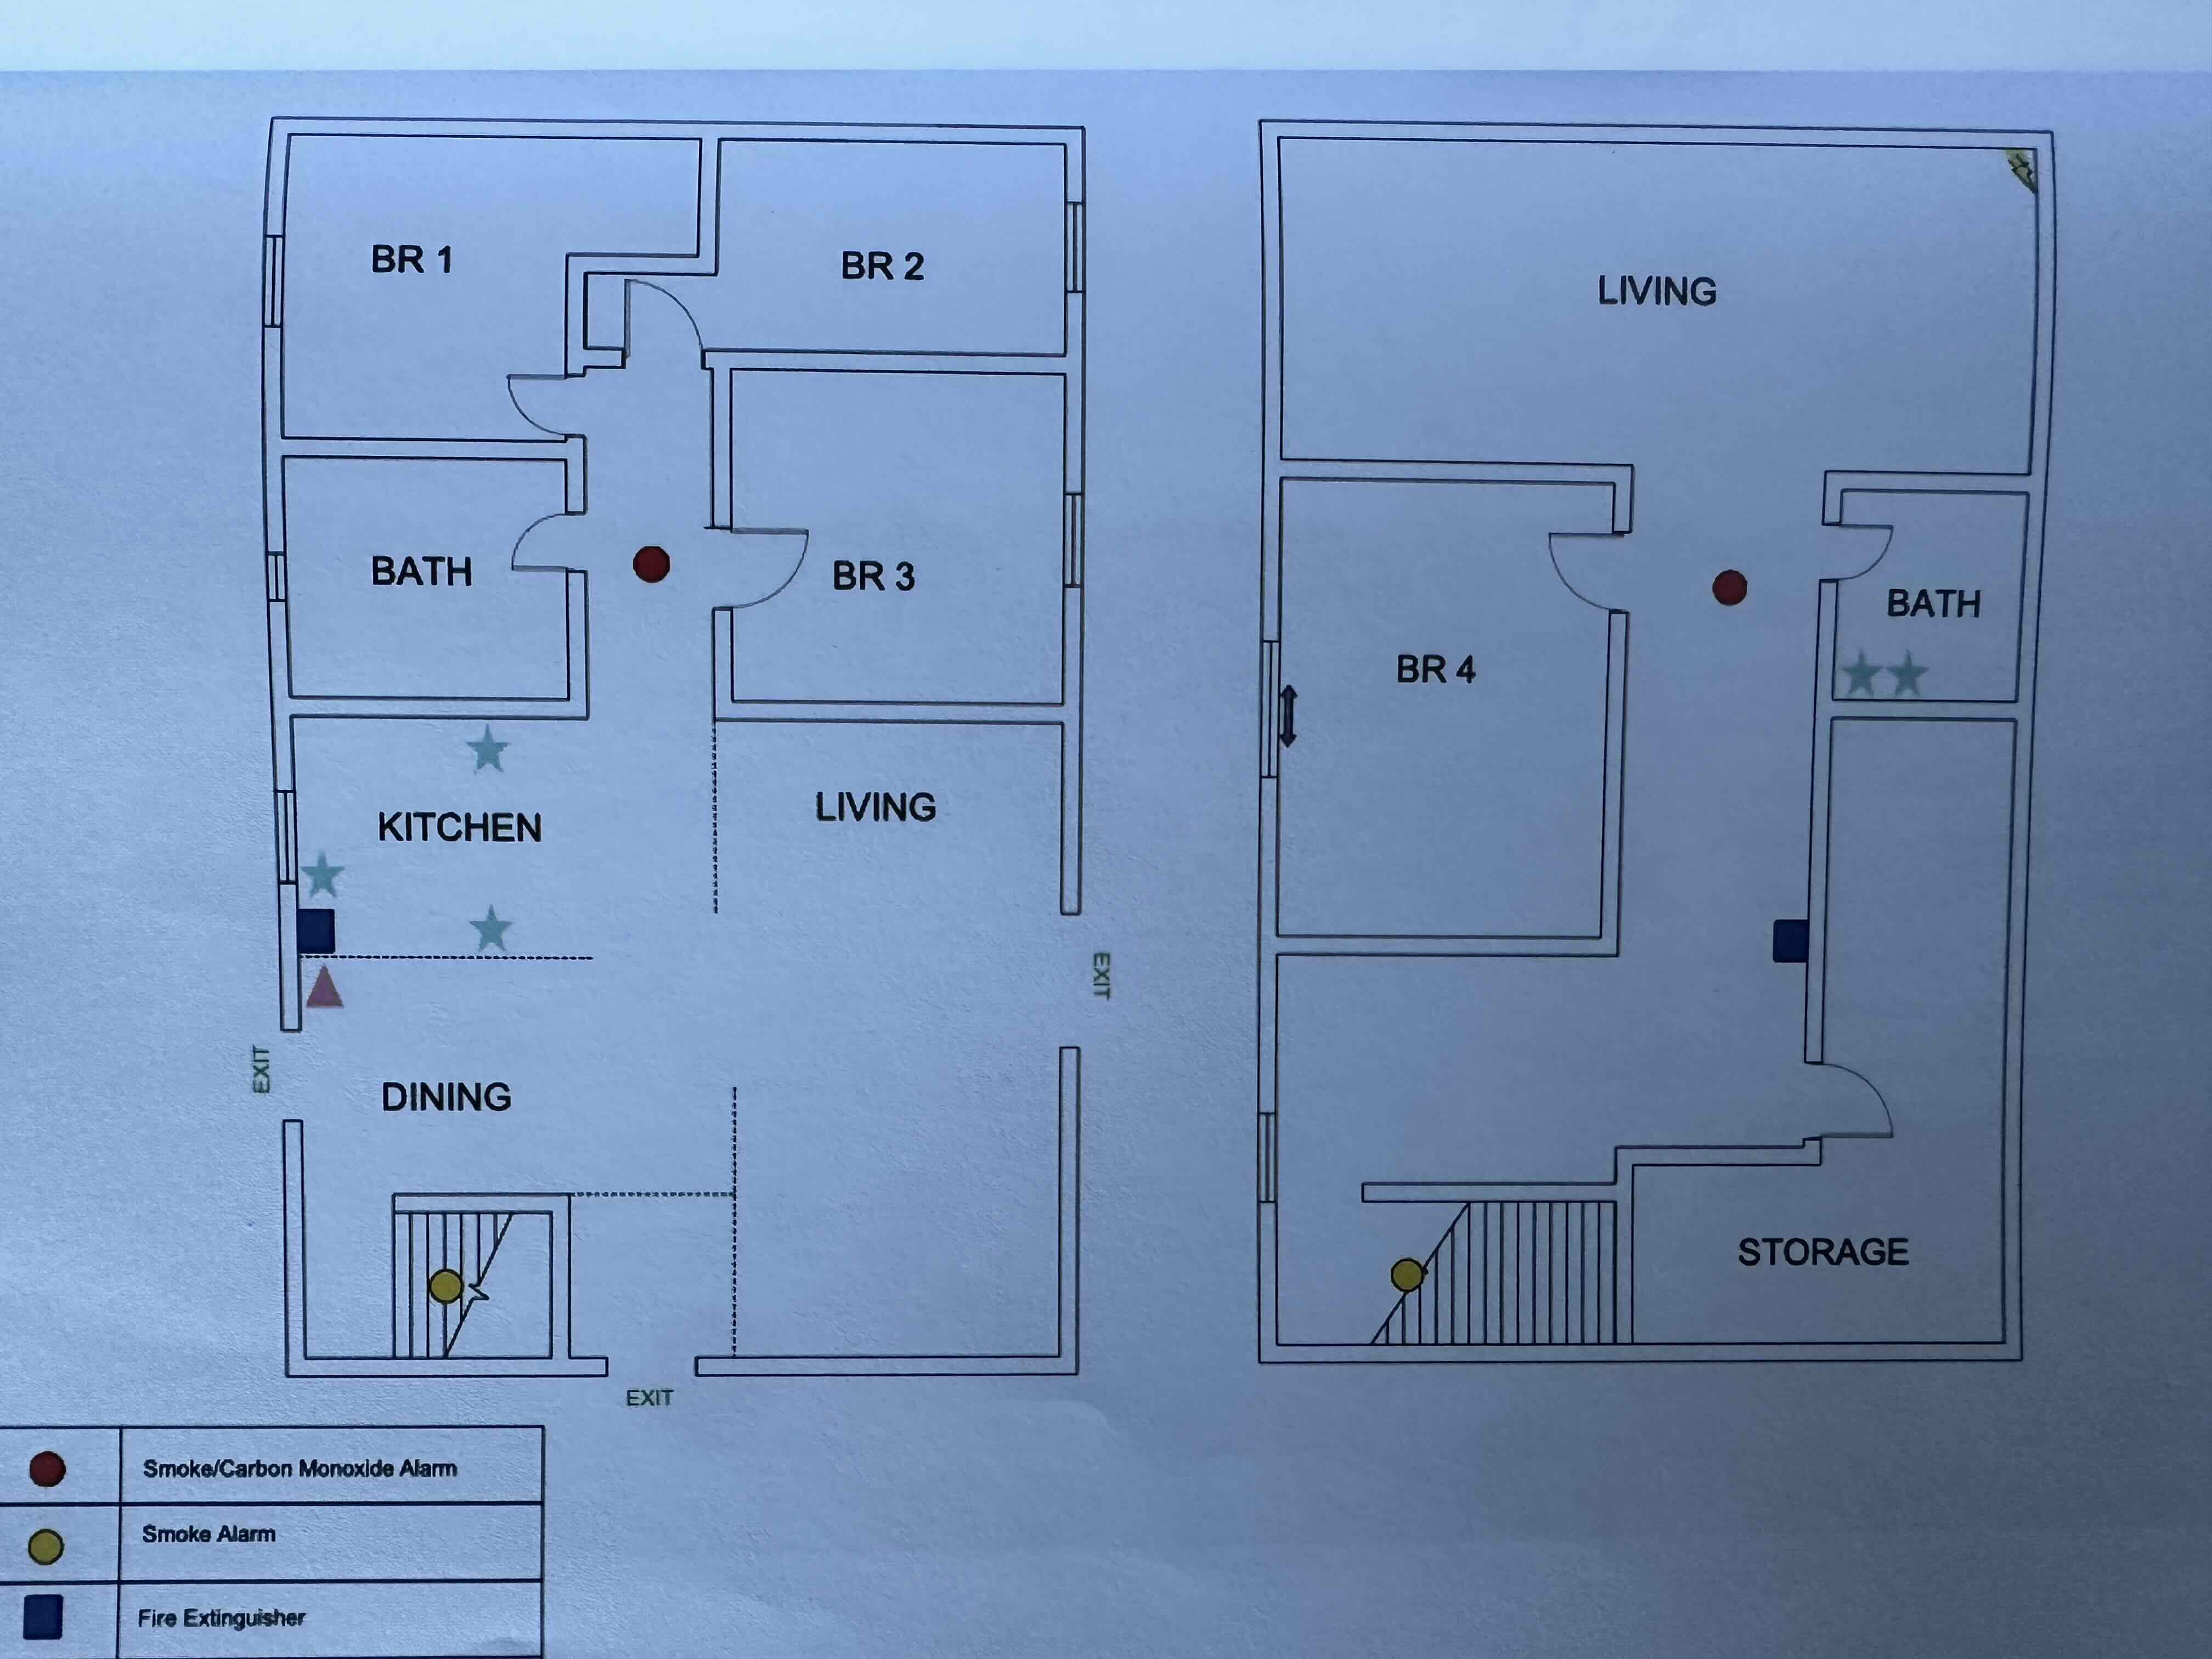 BR 1
BR 2
BATH
BR 3
KITCHEN
LIVING
EXIT
EXIT
DINING
EXIT
LIVING
BR 4
BATH
STORAGE
Smoke/Carbon Monoxide Alarm
Smoke Alarm
Fire Extinguisher